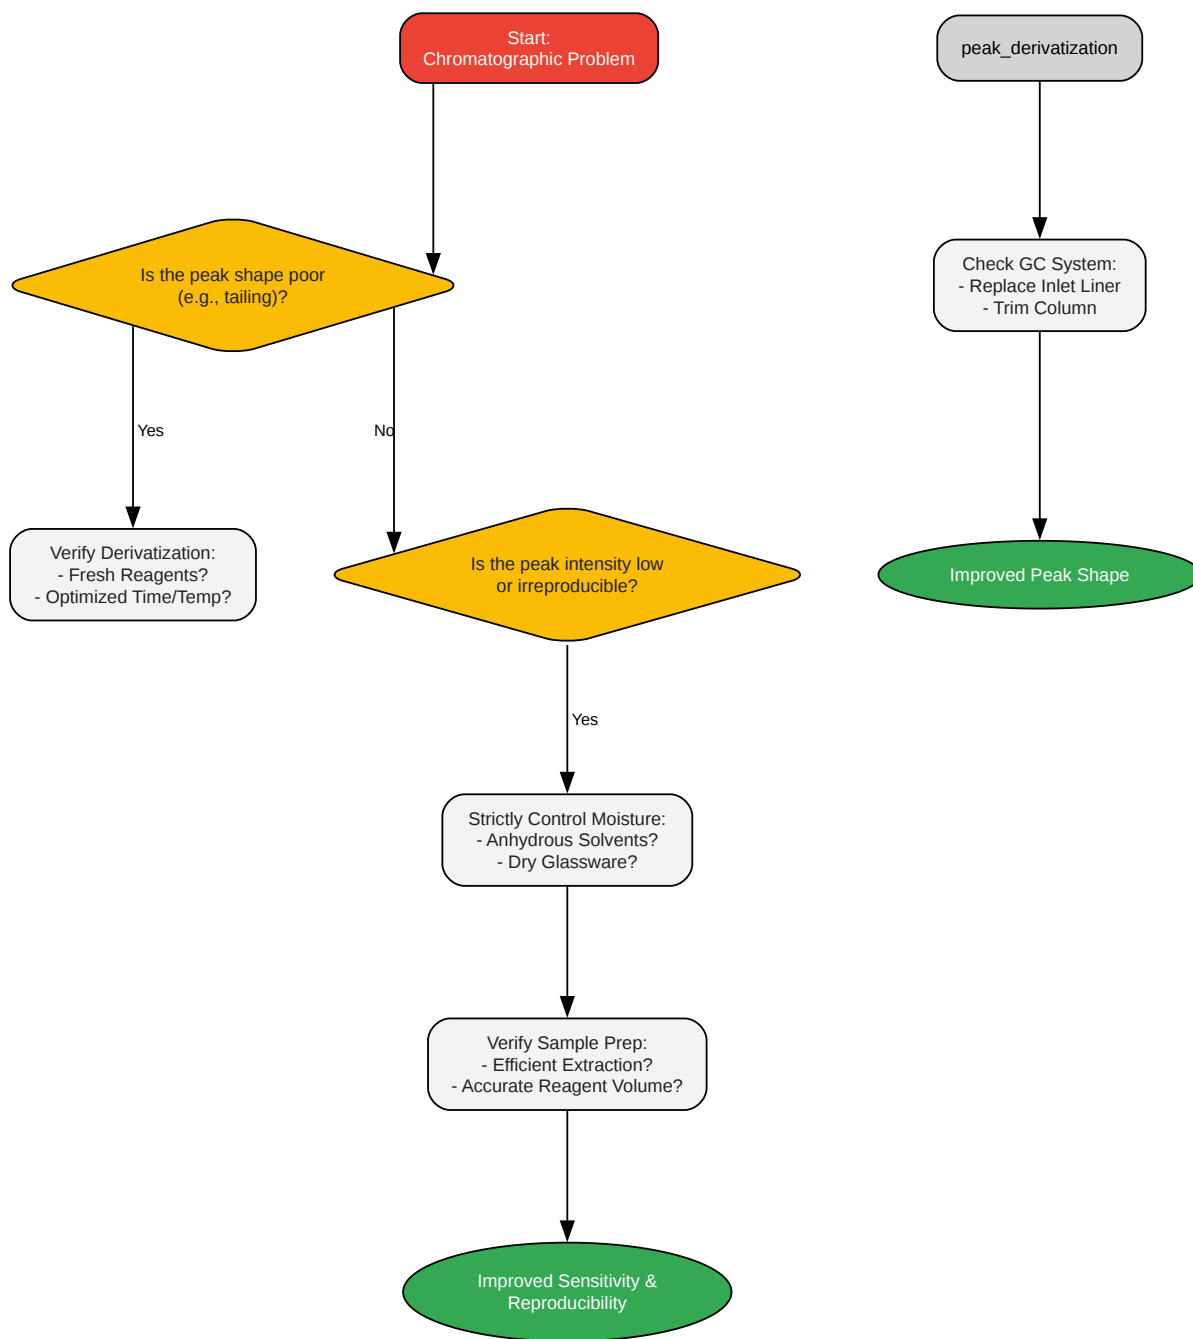 Start:
Chromatographic Problem
peak_derivatization
Is the peak shape poor
(e.g., tailing)?
Check GC System:
- Replace Inlet Liner
- Trim Column
Yes
No
Verify Derivatization:
- Fresh Reagents?
- Optimized Time/Temp?
Is the peak intensity low
or irreproducible?
Improved Peak Shape
Yes
Strictly Control Moisture:
- Anhydrous Solvents?
- Dry Glassware?
Verify Sample Prep:
- Efficient Extraction?
- Accurate Reagent Volume?
Improved Sensitivity &
Reproducibility